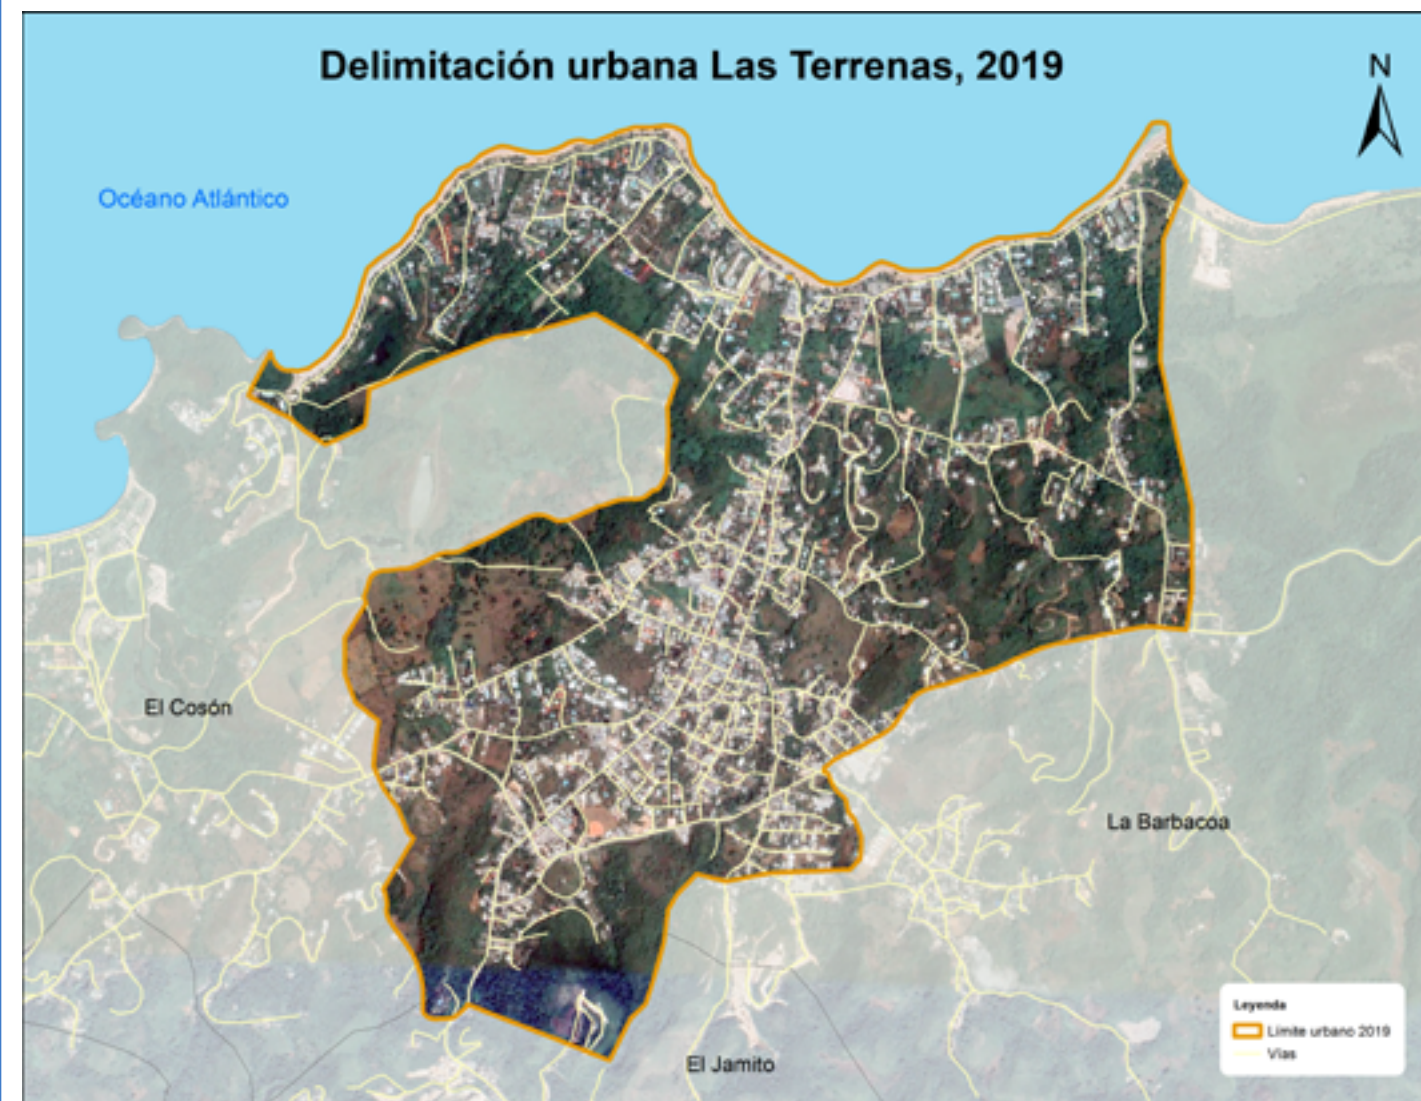 Delimitación urbana Las Terrenas, 2019
N
Océano Atlántico
El Cosón
La Barbacoa
El Jamito
Leyenda
Límite urbano 2019
Vías